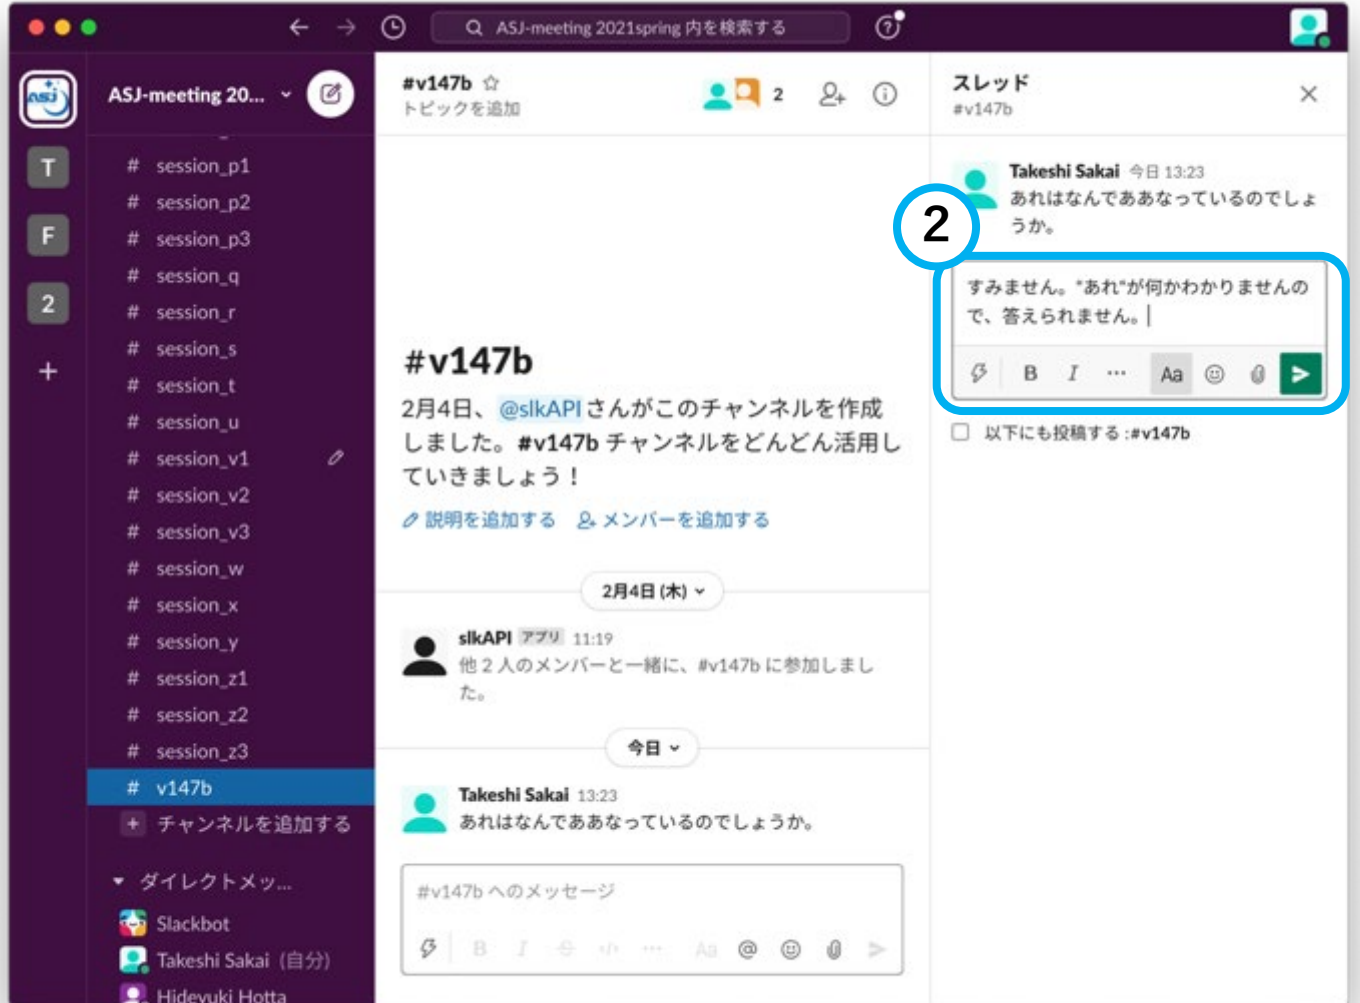 ASJ-meeting 2021spring 内を検索する
asj
T
F
2
+
ASJ-meeting 20...
# session_p1
# session_p2
# session_p3
# session_q
# session_r
# session_s
# session_t
# session_u
# session_v1
# session_v2
# session_v3
# session_w
# session_x
# session_y
# session_z1
# session_z2
# session_z3
# v147b
+ チャンネルを追加する
ダイレクトメッ...
Slackbot
Takeshi Sakai (自分)
Hideyuki Hotta
#v147b
トピックを追加
2
#v147b
2月4日、@slkAPIさんがこのチャンネルを作成
しました。#v147b チャンネルをどんどん活用し
ていきましょう！
説明を追加する メンバーを追加する
2月4日 (木)
slkAPI アプリ 11:19
他 2 人のメンバーと一緒に、#v147b に参加しまし
た。
今日
Takeshi Sakai 13:23
あれはなんでああなっているのでしょうか。
#v147b へのメッセージ
B I S </> ... Aa @
スレッド
#v147b
Takeshi Sakai 今日 13:23
あれはなんでああなっているのでしょ
うか。
2
すみません。"あれ"が何かわかりませんの
で、答えられません。
B I ... Aa
以下にも投稿する :#v147b